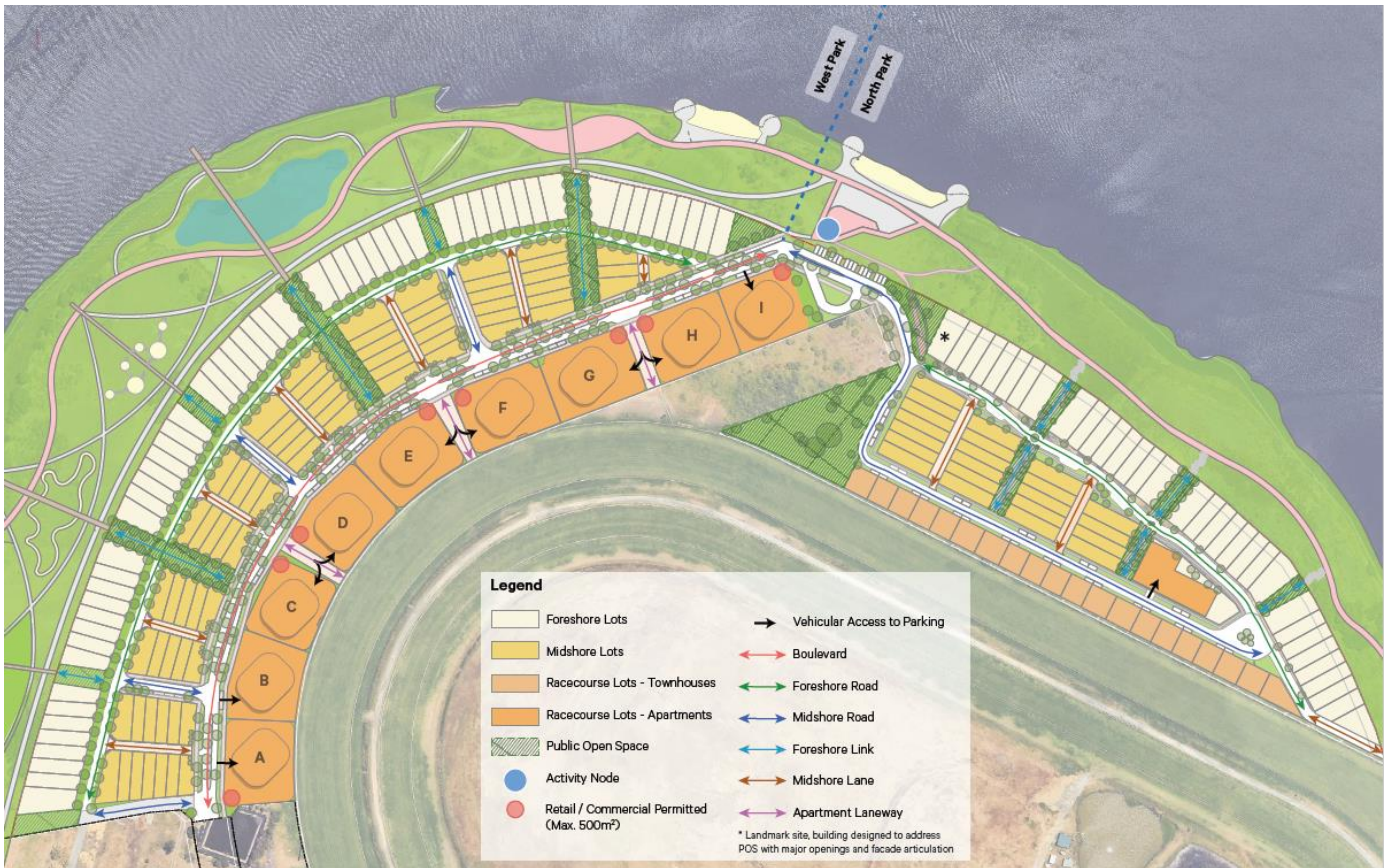 West Park
North Park
I
H
G
F
E
D
C
B
A
*
Legend
Foreshore Lots
Midshore Lots
Racecourse Lots - Townhouses
Racecourse Lots - Apartments
Public Open Space
Activity Node
Retail / Commercial Permitted
(Max. 500m²)
Vehicular Access to Parking
Boulevard
Foreshore Road
Midshore Road
Foreshore Link
Midshore Lane
Apartment Laneway
* Landmark site, building designed to address
POS with major openings and facade articulation